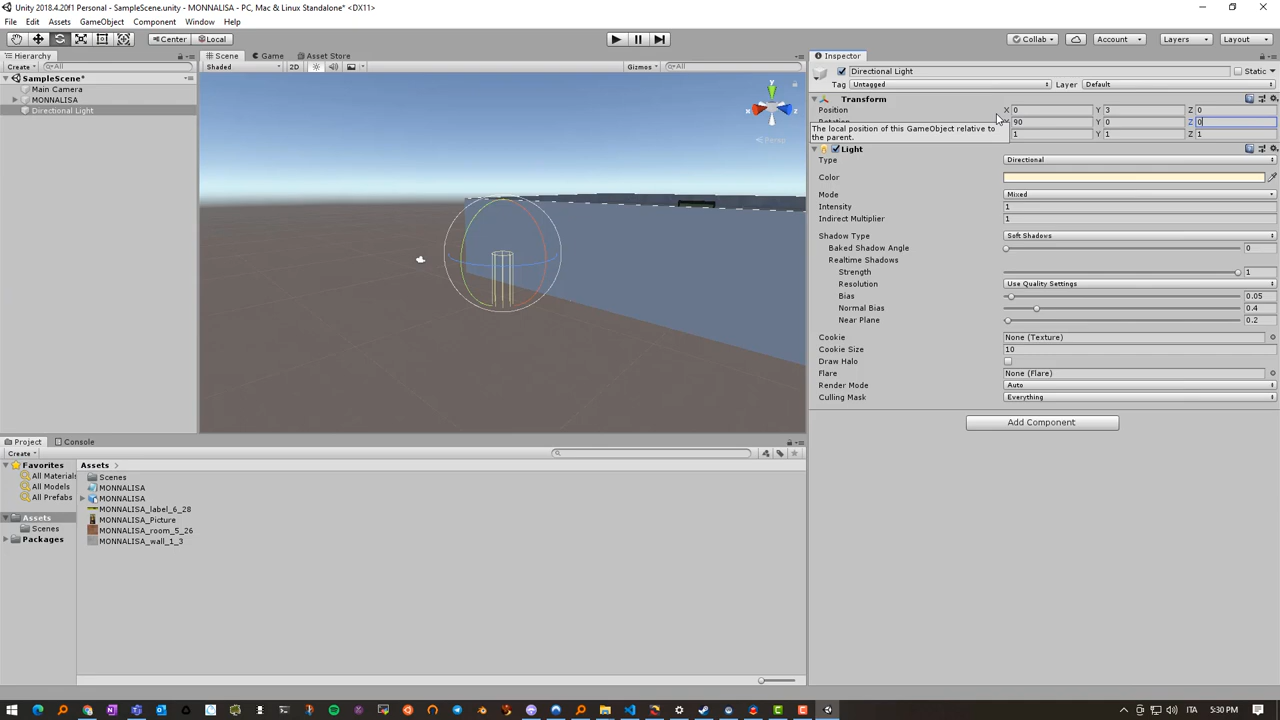 Unity 2018.4.20f1 Personal - SampleScene.unity - MONNALISA - PC, Mac & Linux Standalone* <DX11>
File Edit Assets GameObject Component Window Help
Center Local Collab Account Layers Layout
Hierarchy Scene Game Asset Store Inspector
Create All Shaded 2D Gizmos All
SampleScene*
Main Camera
MONNALISA
Directional Light
y
x
Persp
Directional Light Static
Tag Untagged Layer Default
Transform
Position X 0 Y 3 Z 0
Rotation X 90 Y 0 Z 0
The local position of this GameObject relative to the parent.
1 Y 1 Z 1
Light
Type Directional
Color
Mode Mixed
Intensity 1
Indirect Multiplier 1
Shadow Type Soft Shadows
Baked Shadow Angle 0
Realtime Shadows
Strength 1
Resolution Use Quality Settings
Bias 0.05
Normal Bias 0.4
Near Plane 0.2
Cookie None (Texture)
Cookie Size 10
Draw Halo
Flare None (Flare)
Render Mode Auto
Culling Mask Everything
Add Component
Project Console
Create
Favorites
All Materials
All Models
All Prefabs
Assets
Scenes
Packages
Assets
Scenes
MONNALISA
MONNALISA
MONNALISA_label_6_28
MONNALISA_Picture
MONNALISA_room_5_26
MONNALISA_wall_1_3
ITA 5:30 PM